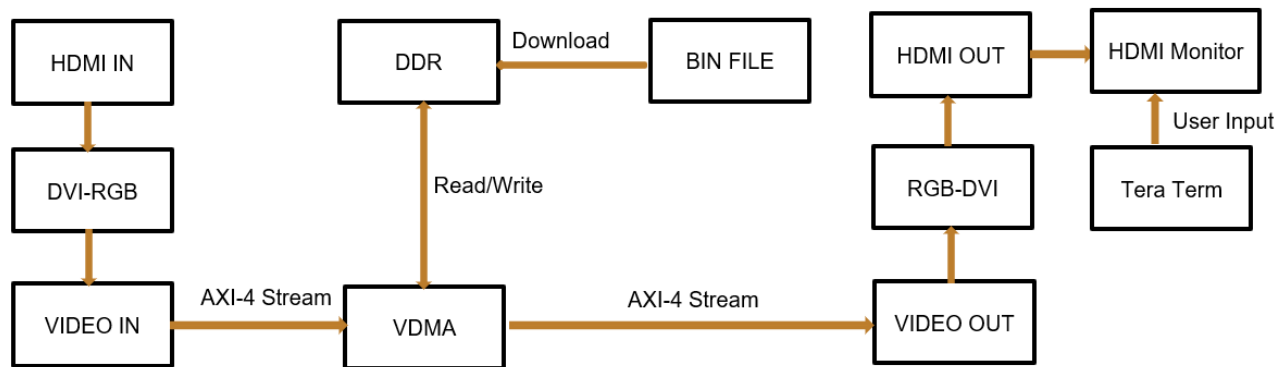 HDMI IN
DDR
Download
BIN FILE
HDMI OUT
HDMI Monitor
User Input
DVI-RGB
Read/Write
RGB-DVI
Tera Term
VIDEO IN
AXI-4 Stream
VDMA
AXI-4 Stream
VIDEO OUT